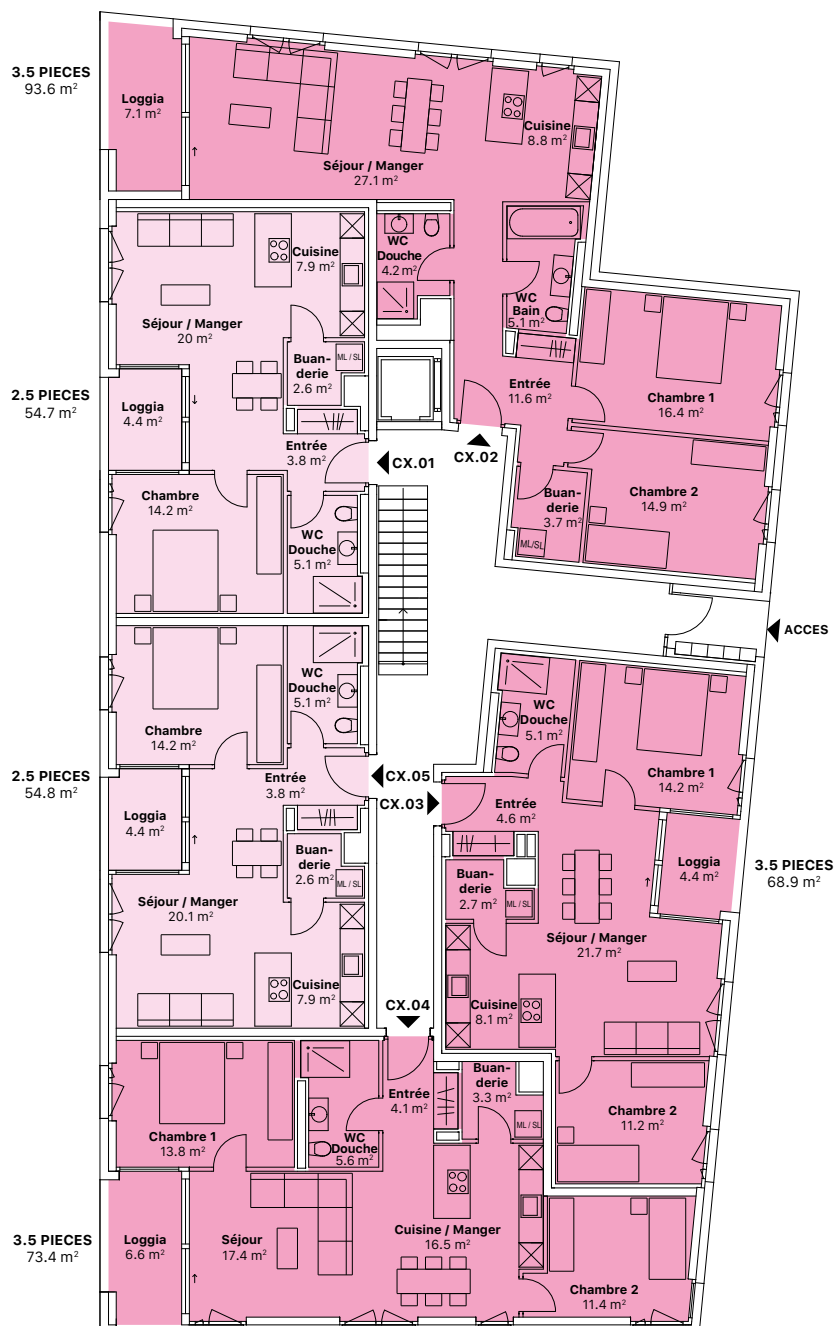 3.5 PIECES
93.6 m²
Loggia
7.1 m²
Séjour / Manger
27.1 m²
Cuisine
8.8 m²
WC
Douche
4.2 m²
WC
Bain
5.1 m²
Entrée
11.6 m²
Chambre 1
16.4 m²
Chambre 2
14.9 m²
Buan-
derie
3.7 m²
ML/SL
CX.02
2.5 PIECES
54.7 m²
Cuisine
7.9 m²
Séjour / Manger
20 m²
Buan-
derie
2.6 m²
ML / SL
Loggia
4.4 m²
Entrée
3.8 m²
CX.01
Chambre
14.2 m²
WC
Douche
5.1 m²
ACCES
2.5 PIECES
54.8 m²
WC
Douche
5.1 m²
Chambre
14.2 m²
Entrée
3.8 m²
CX.05
Loggia
4.4 m²
Buan-
derie
2.6 m²
ML / SL
Séjour / Manger
20.1 m²
Cuisine
7.9 m²
CX.03
WC
Douche
5.1 m²
Chambre 1
14.2 m²
Entrée
4.6 m²
Loggia
4.4 m²
3.5 PIECES
68.9 m²
Buan-
derie
2.7 m²
ML / SL
Séjour / Manger
21.7 m²
Cuisine
8.1 m²
Chambre 2
11.2 m²
CX.04
Entrée
4.1 m²
Buan-
derie
3.3 m²
ML / SL
Chambre 1
13.8 m²
WC
Douche
5.6 m²
3.5 PIECES
73.4 m²
Loggia
6.6 m²
Séjour
17.4 m²
Cuisine / Manger
16.5 m²
Chambre 2
11.4 m²